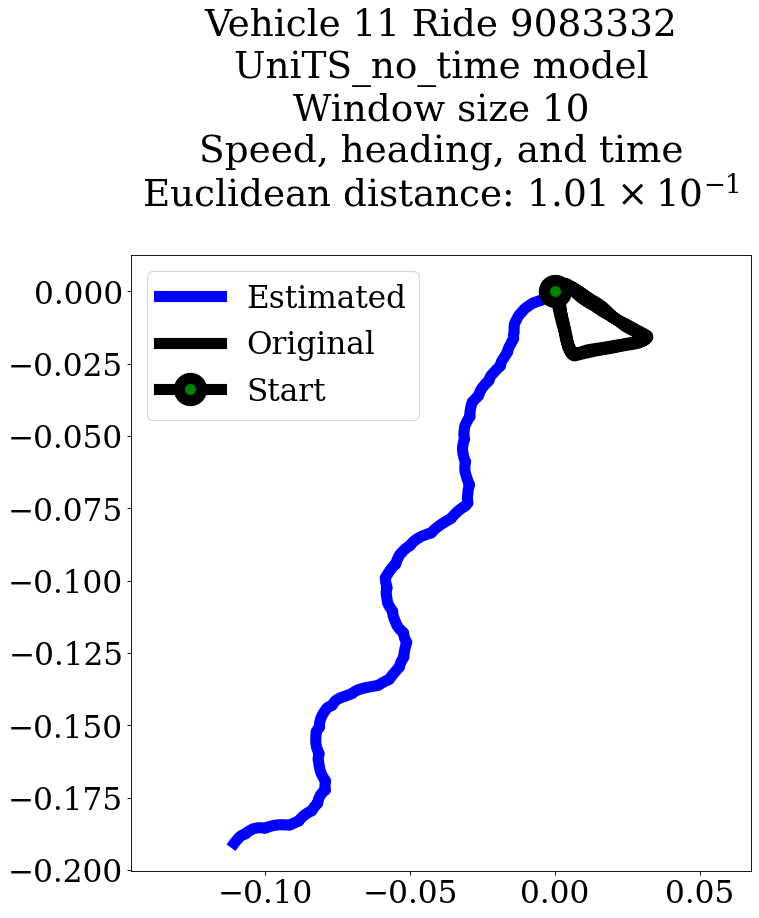 Vehicle 11 Ride 9083332
UniTS_no_time model
Window size 10
Speed, heading, and time
Euclidean distance: 1.01 × 10⁻¹
Estimated
Original
Start
0.000
−0.025
−0.050
−0.075
−0.100
−0.125
−0.150
−0.175
−0.200
−0.10
−0.05
0.00
0.05